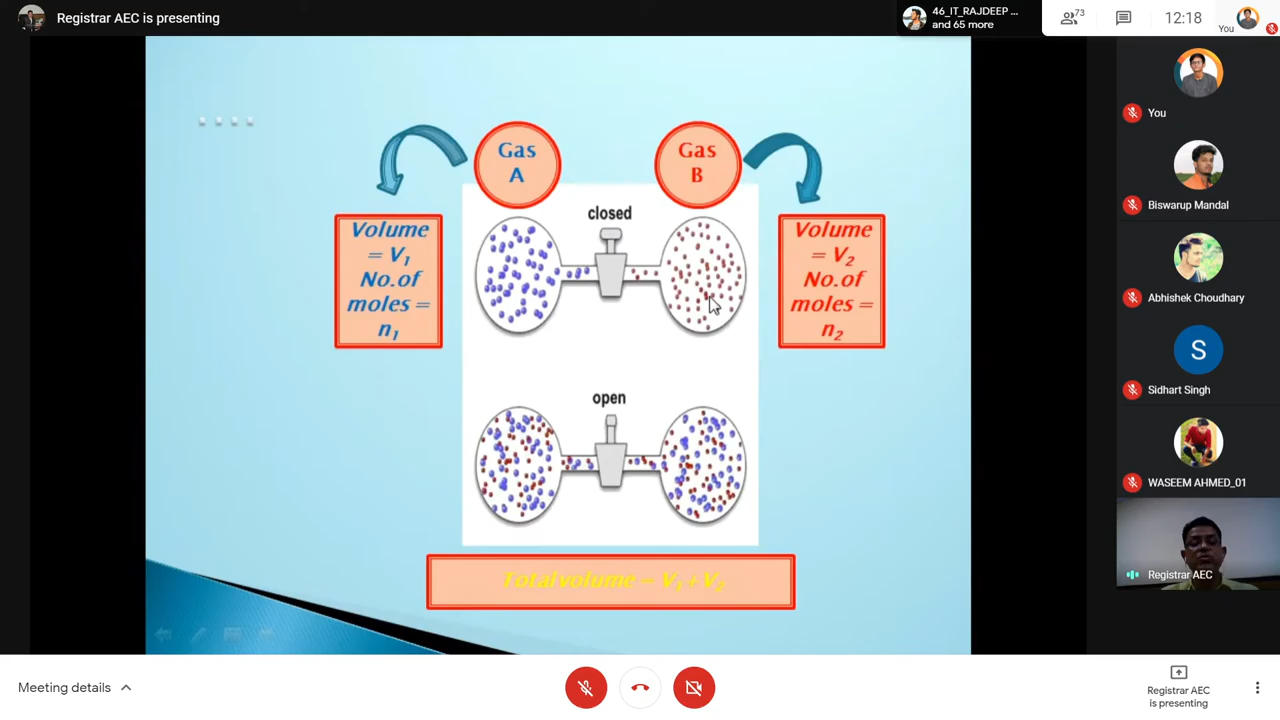 Registrar AEC is presenting
46_IT_RAJDEEP ...
and 65 more
73
12:18
You
Gas
A
Gas
B
closed
Volume
= V₁
No.of
moles =
n₁
Volume
= V₂
No.of
moles =
n₂
open
Total volume = V₁ + V₂
You
Biswarup Mandal
Abhishek Choudhary
S
Sidhart Singh
WASEEM AHMED_01
Registrar AEC
Meeting details
Registrar AEC
is presenting